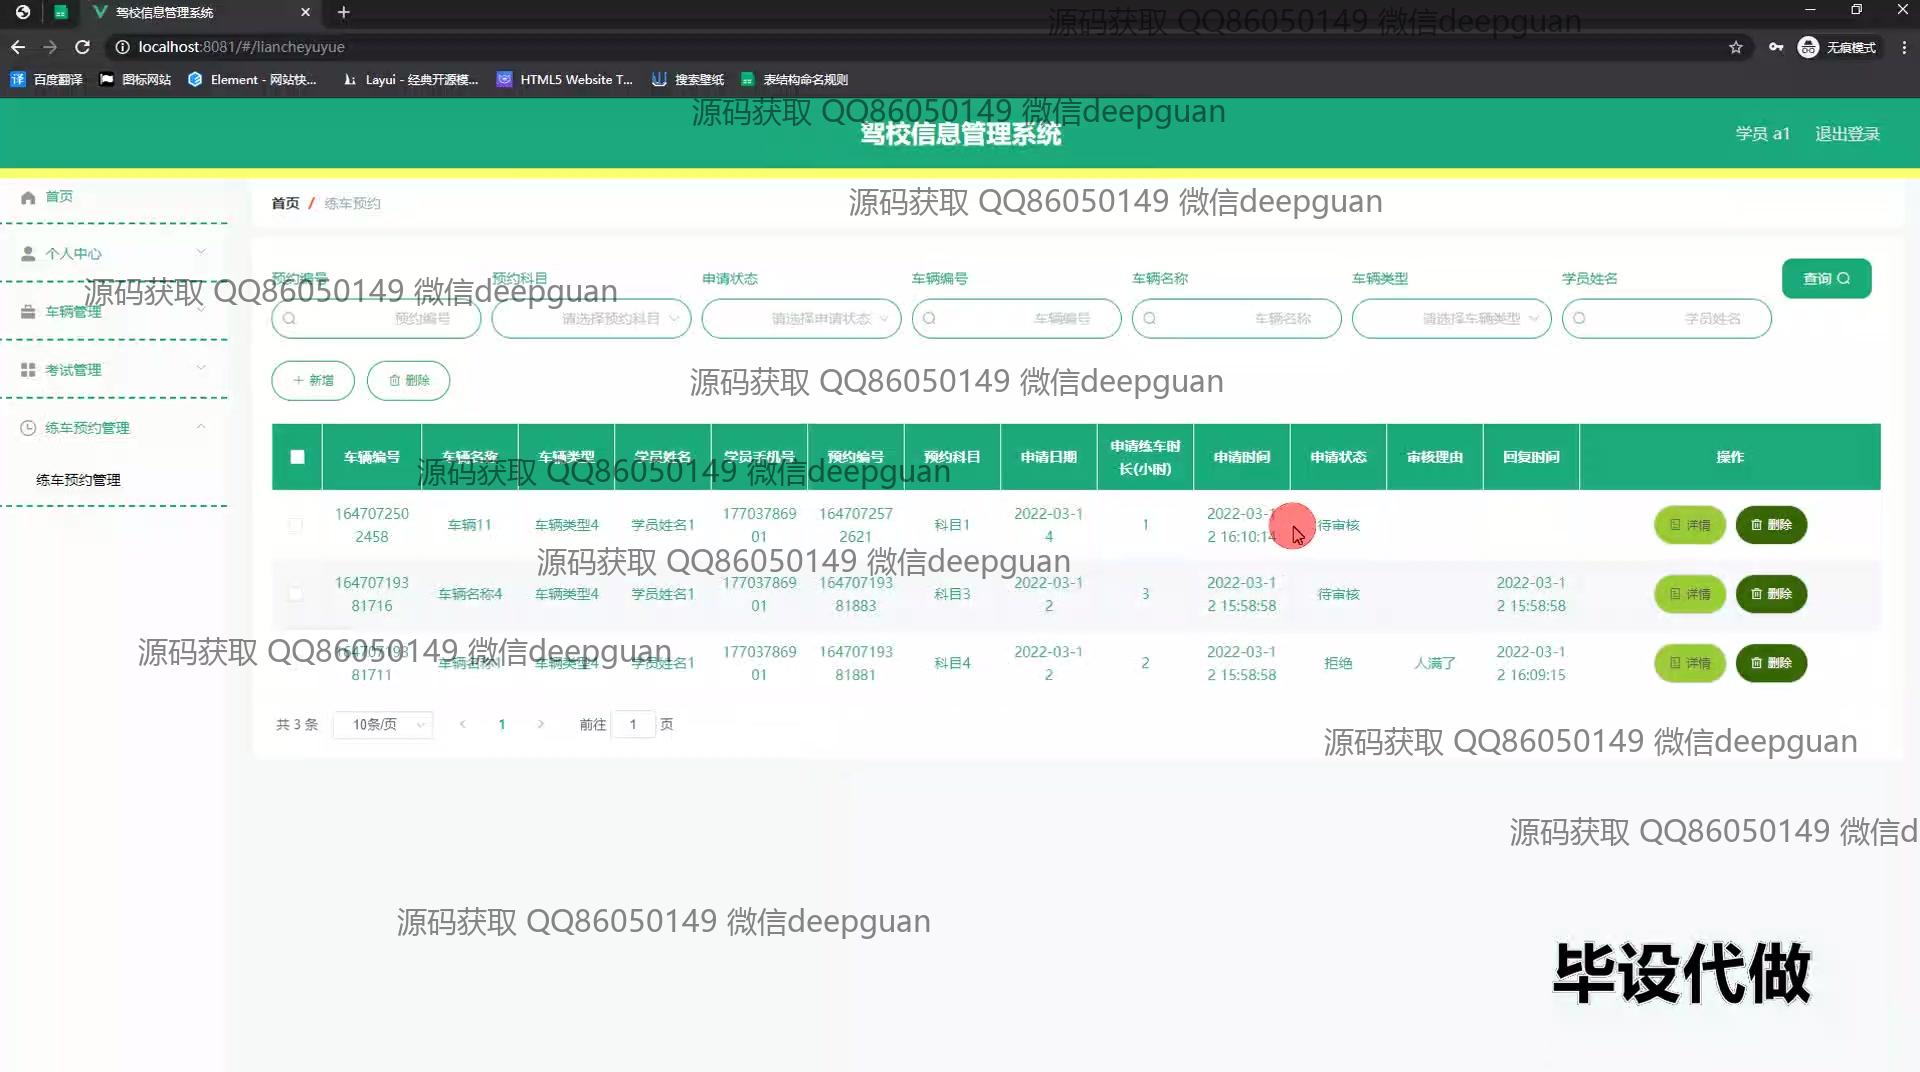 驾校信息管理系统
localhost:8081/#/liancheyuyue
无痕模式
百度翻译 图标网站 Element - 网站快... Layui - 经典开源模... HTML5 Website T... 搜索壁纸 表结构命名规则
源码获取 QQ86050149 微信deepguan
源码获取 QQ86050149 微信deepguan
驾校信息管理系统
学员 a1 退出登录
首页
个人中心
车辆管理
考试管理
练车预约管理
练车预约管理
首页 / 练车预约
源码获取 QQ86050149 微信deepguan
预约编号 预约科目 申请状态 车辆编号 车辆名称 车辆类型 学员姓名 查询
源码获取 QQ86050149 微信deepguan
预约编号 请选择预约科目 请选择申请状态 车辆编号 车辆名称 请选择车辆类型 学员姓名
+ 新增 删除
源码获取 QQ86050149 微信deepguan
车辆编号 车辆名称 车辆类型 学员姓名 学员手机号 预约编号 预约科目 申请日期 申请练车时长(小时) 申请时间 申请状态 审核理由 回复时间 操作
源码获取 QQ86050149 微信deepguan
1647072502458 车辆11 车辆类型4 学员姓名1 17703786901 1647072572621 科目1 2022-03-14 1 2022-03-12 16:10:14 待审核 详情 删除
源码获取 QQ86050149 微信deepguan
16470719381716 车辆名称4 车辆类型4 学员姓名1 17703786901 16470719381883 科目3 2022-03-12 3 2022-03-12 15:58:58 待审核 2022-03-12 15:58:58 详情 删除
源码获取 QQ86050149 微信deepguan
16470719381711 车辆名称1 车辆类型4 学员姓名1 17703786901 16470719381881 科目4 2022-03-12 2 2022-03-12 15:58:58 拒绝 人满了 2022-03-12 16:09:15 详情 删除
共 3 条 10条/页 < 1 > 前往 1 页
源码获取 QQ86050149 微信deepguan
源码获取 QQ86050149 微信d
源码获取 QQ86050149 微信deepguan
毕设代做